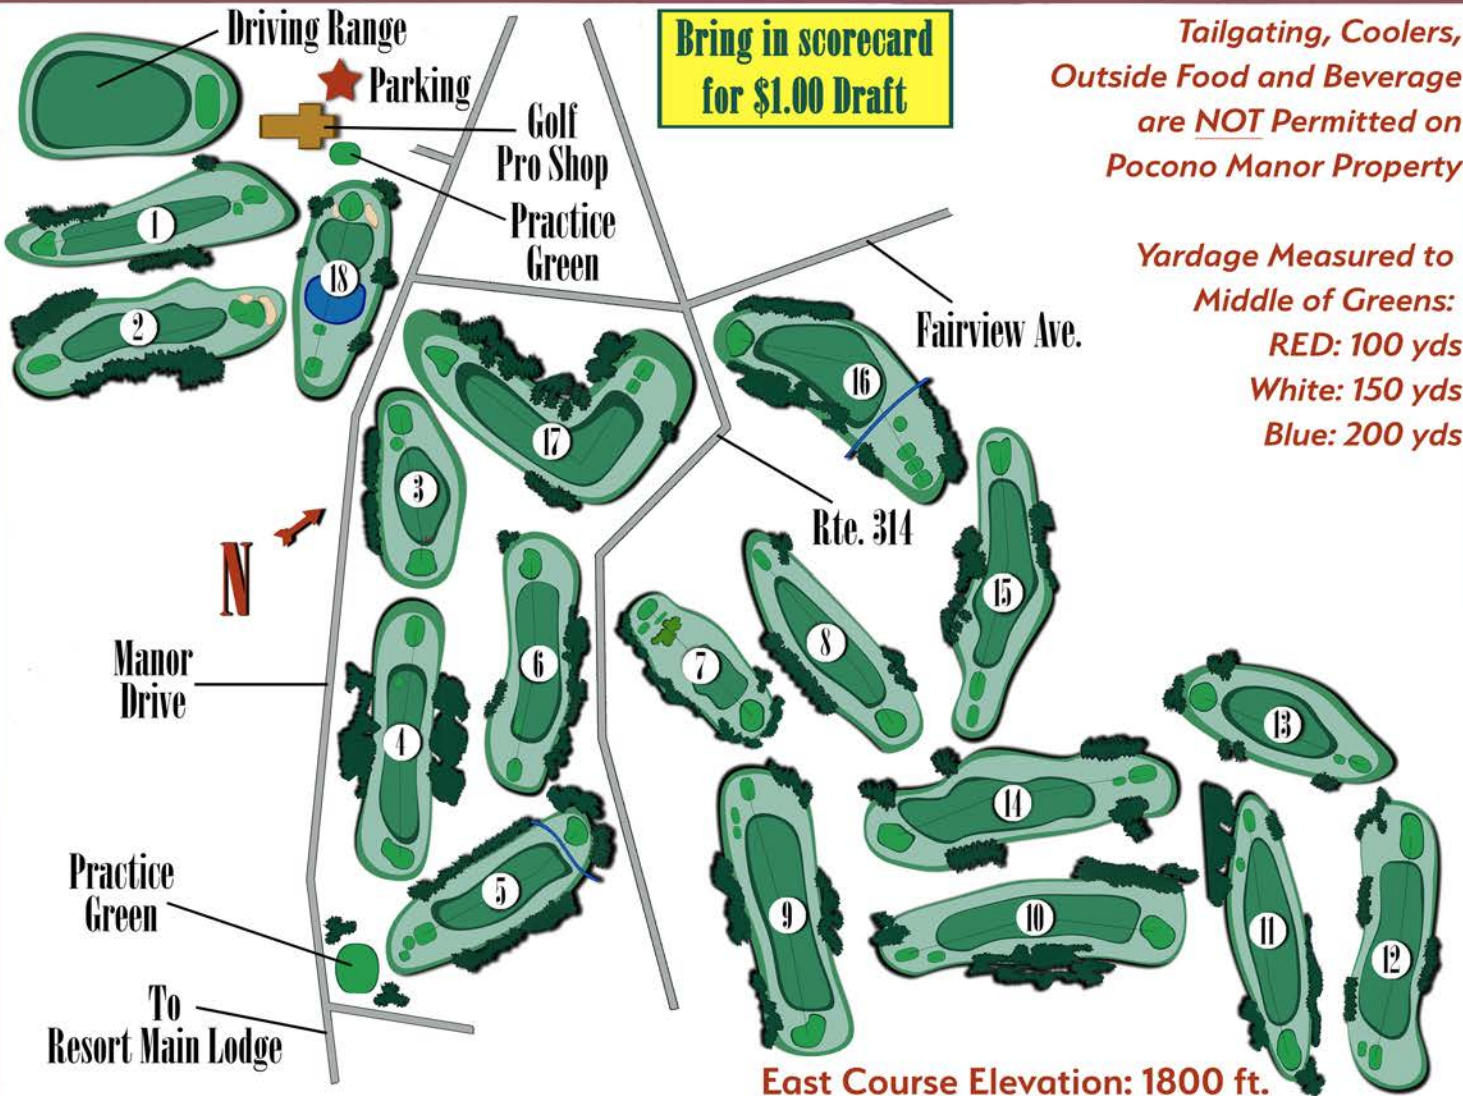 Driving Range
Parking
Golf
Pro Shop
Practice
Green
Bring in scorecard
for $1.00 Draft
Tailgating, Coolers,
Outside Food and Beverage
are NOT Permitted on
Pocono Manor Property
Yardage Measured to
Middle of Greens:
RED: 100 yds
White: 150 yds
Blue: 200 yds
1
18
2
Fairview Ave.
16
17
3
Rte. 314
N
15
8
6
7
Manor
Drive
4
13
14
5
Practice
Green
9
10
11
12
To
Resort Main Lodge
East Course Elevation: 1800 ft.